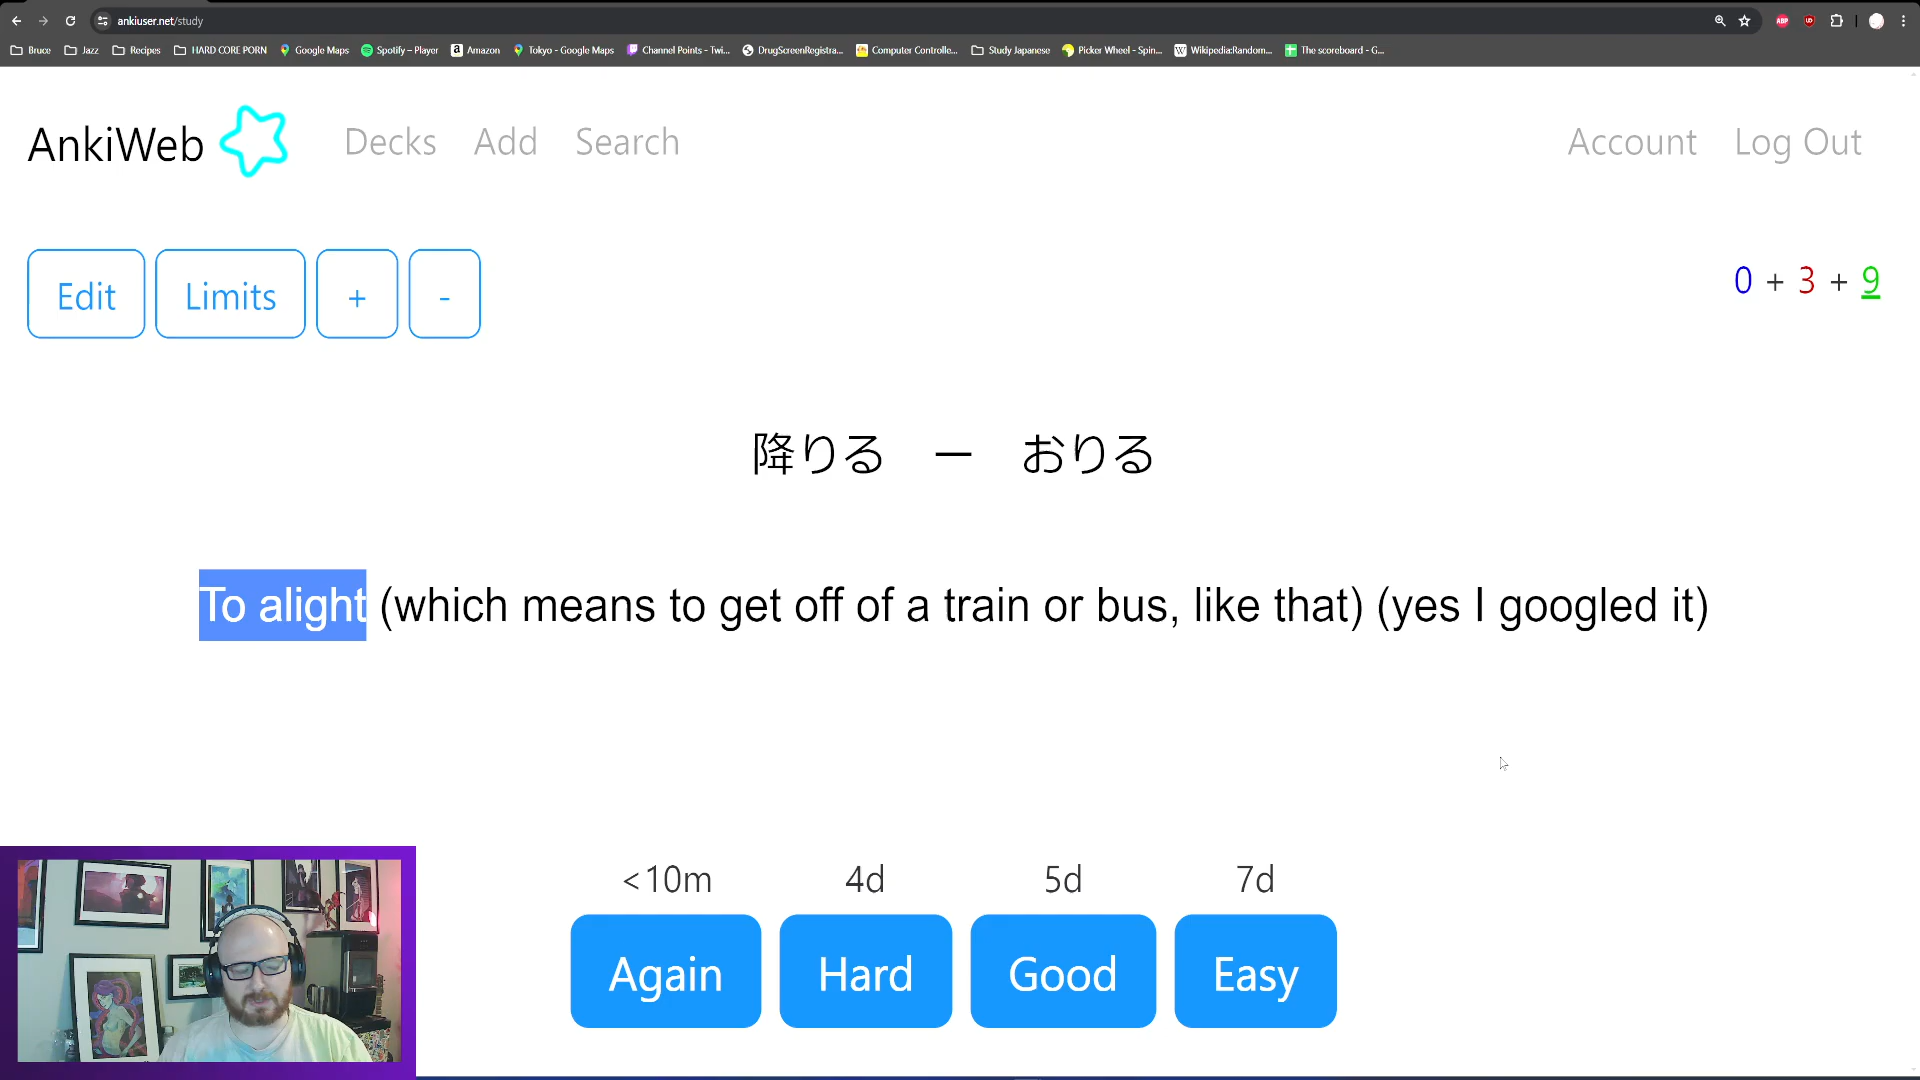 ankiuser.net/study
Bruce Jazz Recipes HARD CORE PORN Google Maps Spotify – Player Amazon Tokyo - Google Maps Channel Points - Twi... DrugScreenRegistra... Computer Controlle... Study Japanese Picker Wheel - Spin... Wikipedia:Random... The scoreboard - G...
AnkiWeb Decks Add Search Account Log Out
Edit Limits + - 0 + 3 + 9
降りる ー おりる
To alight (which means to get off of a train or bus, like that) (yes I googled it)
<10m 4d 5d 7d
Again Hard Good Easy